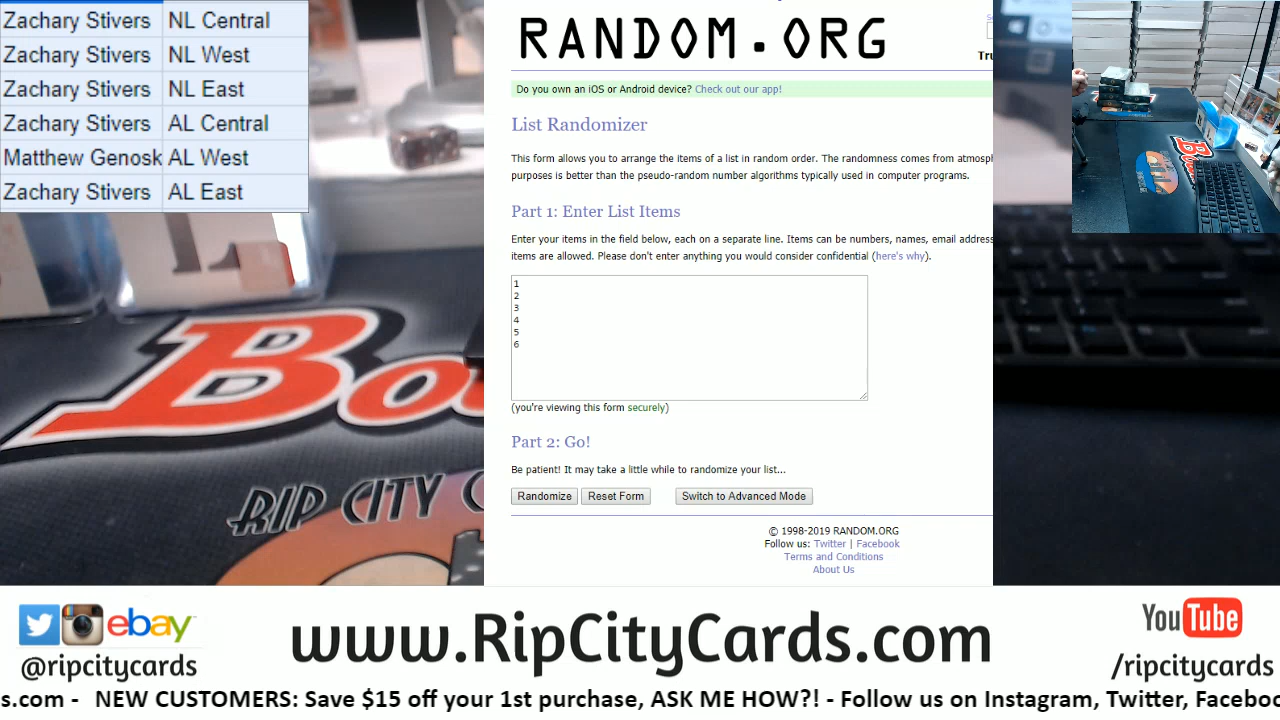 Zachary Stivers NL Central
Zachary Stivers NL West
Zachary Stivers NL East
Zachary Stivers AL Central
Matthew Genosk AL West
Zachary Stivers AL East
RANDOM.ORG
Tru
Do you own an iOS or Android device? Check out our app!
List Randomizer
This form allows you to arrange the items of a list in random order. The randomness comes from atmosph
purposes is better than the pseudo-random number algorithms typically used in computer programs.
Part 1: Enter List Items
Enter your items in the field below, each on a separate line. Items can be numbers, names, email address
items are allowed. Please don't enter anything you would consider confidential (here's why).
1
2
3
4
5
6
(you're viewing this form securely)
Part 2: Go!
Be patient! It may take a little while to randomize your list...
Randomize Reset Form Switch to Advanced Mode
© 1998-2019 RANDOM.ORG
Follow us: Twitter | Facebook
Terms and Conditions
About Us
RIP CITY
ebay
@ripcitycards
www.RipCityCards.com
YouTube
/ripcitycards
s.com - NEW CUSTOMERS: Save $15 off your 1st purchase, ASK ME HOW?! - Follow us on Instagram, Twitter, Facebo